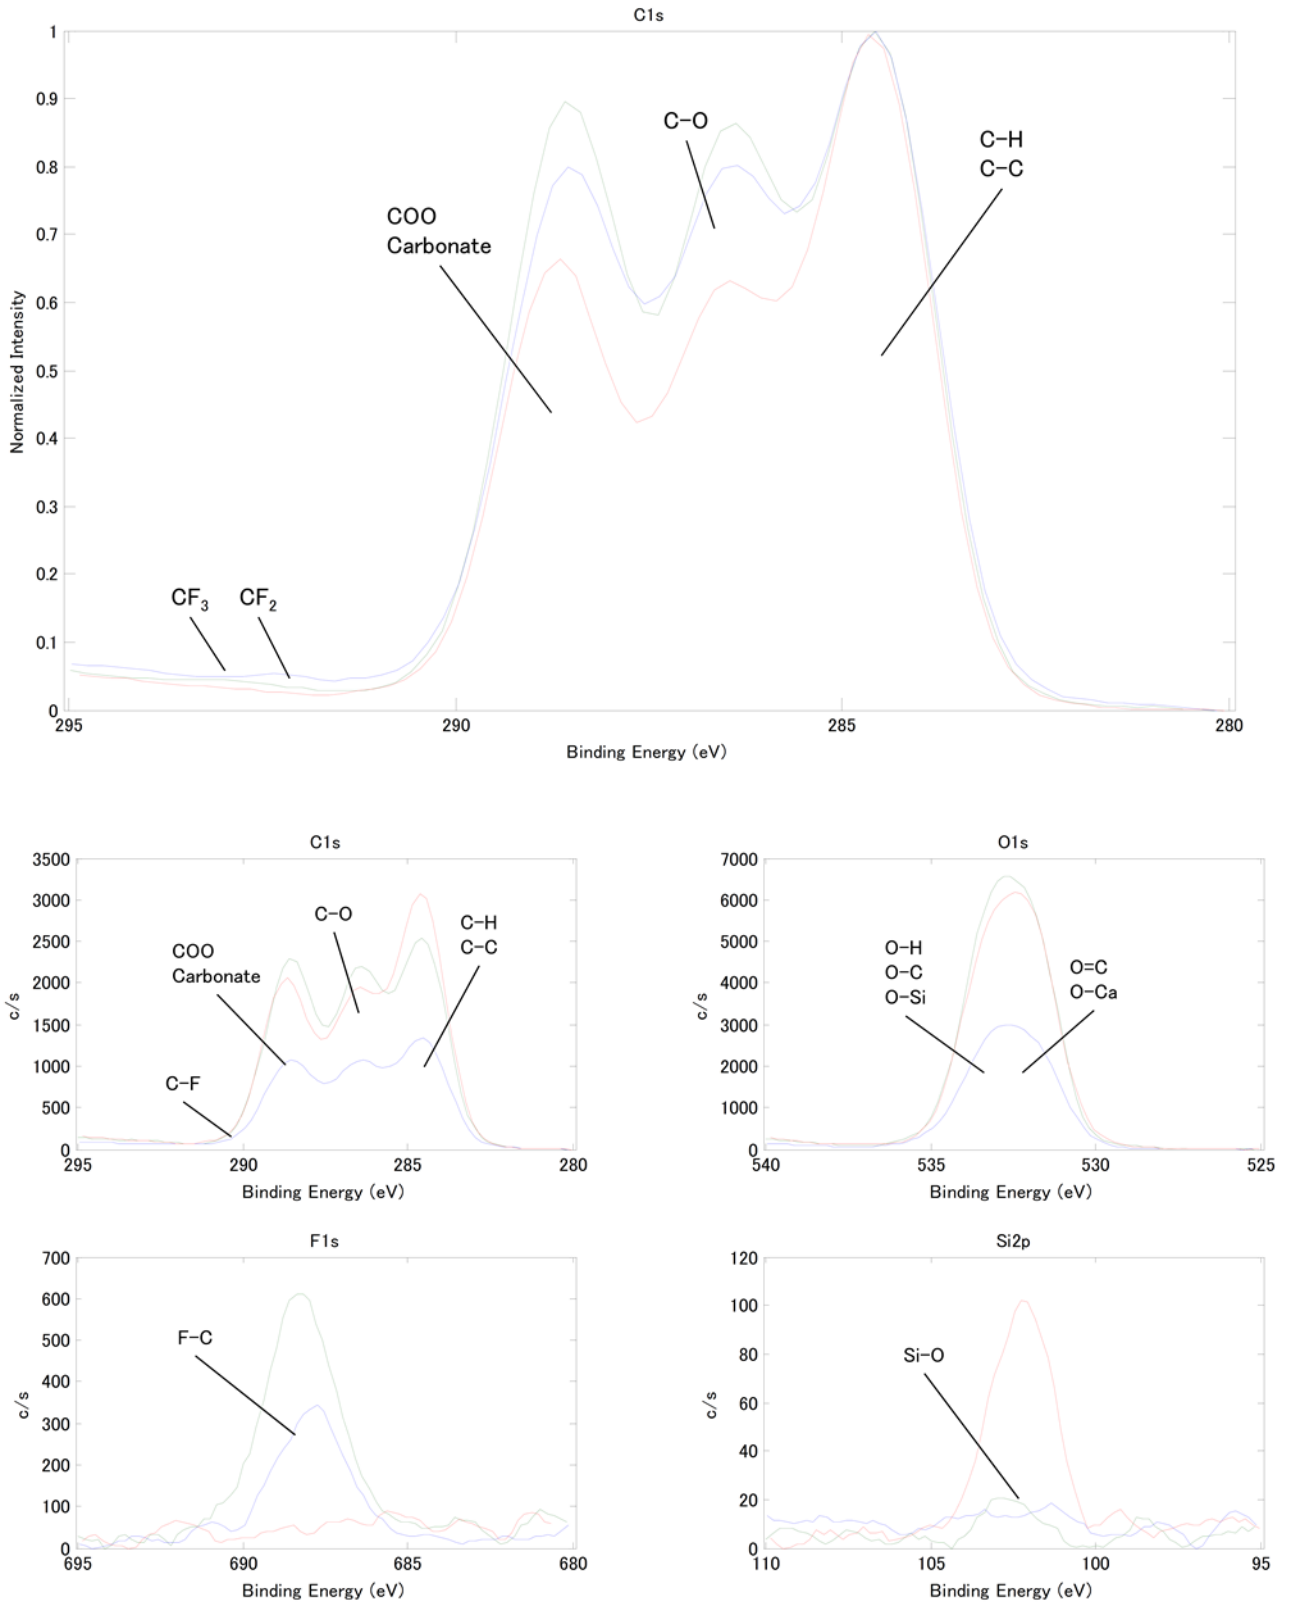 C1s
1
0.9
0.8
0.7
0.6
0.5
0.4
0.3
0.2
0.1
0
Normalized Intensity
C-O
C-H
C-C
COO
Carbonate
CF3 CF2
295 290 285 280
Binding Energy (eV)
C1s
3500
3000
2500
2000
1500
1000
500
0
c/s
C-O
C-H
C-C
COO
Carbonate
C-F
295 290 285 280
Binding Energy (eV)
O1s
7000
6000
5000
4000
3000
2000
1000
0
c/s
O-H
O-C
O-Si
O=C
O-Ca
540 535 530 525
Binding Energy (eV)
F1s
700
600
500
400
300
200
100
0
c/s
F-C
695 690 685 680
Binding Energy (eV)
Si2p
120
100
80
60
40
20
0
c/s
Si-O
110 105 100 95
Binding Energy (eV)